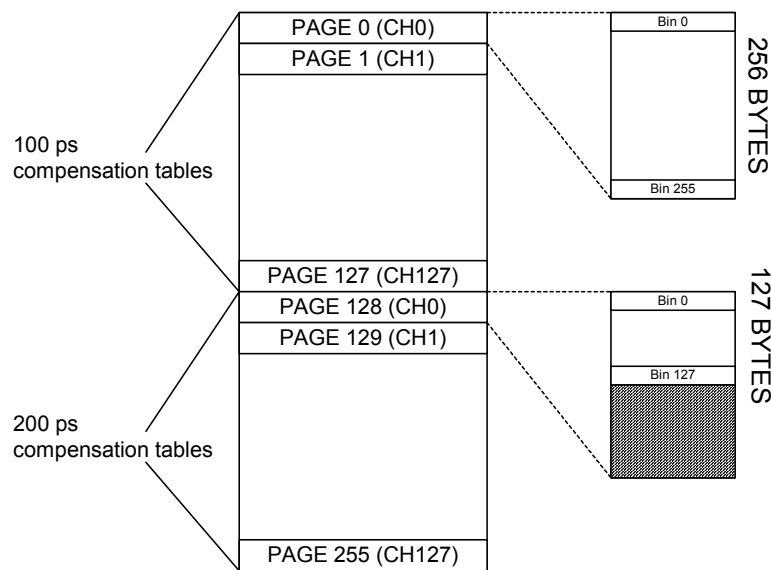 PAGE 0 (CH0)
PAGE 1 (CH1)
Bin 0
256 BYTES
100 ps
compensation tables
Bin 255
PAGE 127 (CH127)
PAGE 128 (CH0)
PAGE 129 (CH1)
Bin 0
127 BYTES
Bin 127
200 ps
compensation tables
PAGE 255 (CH127)